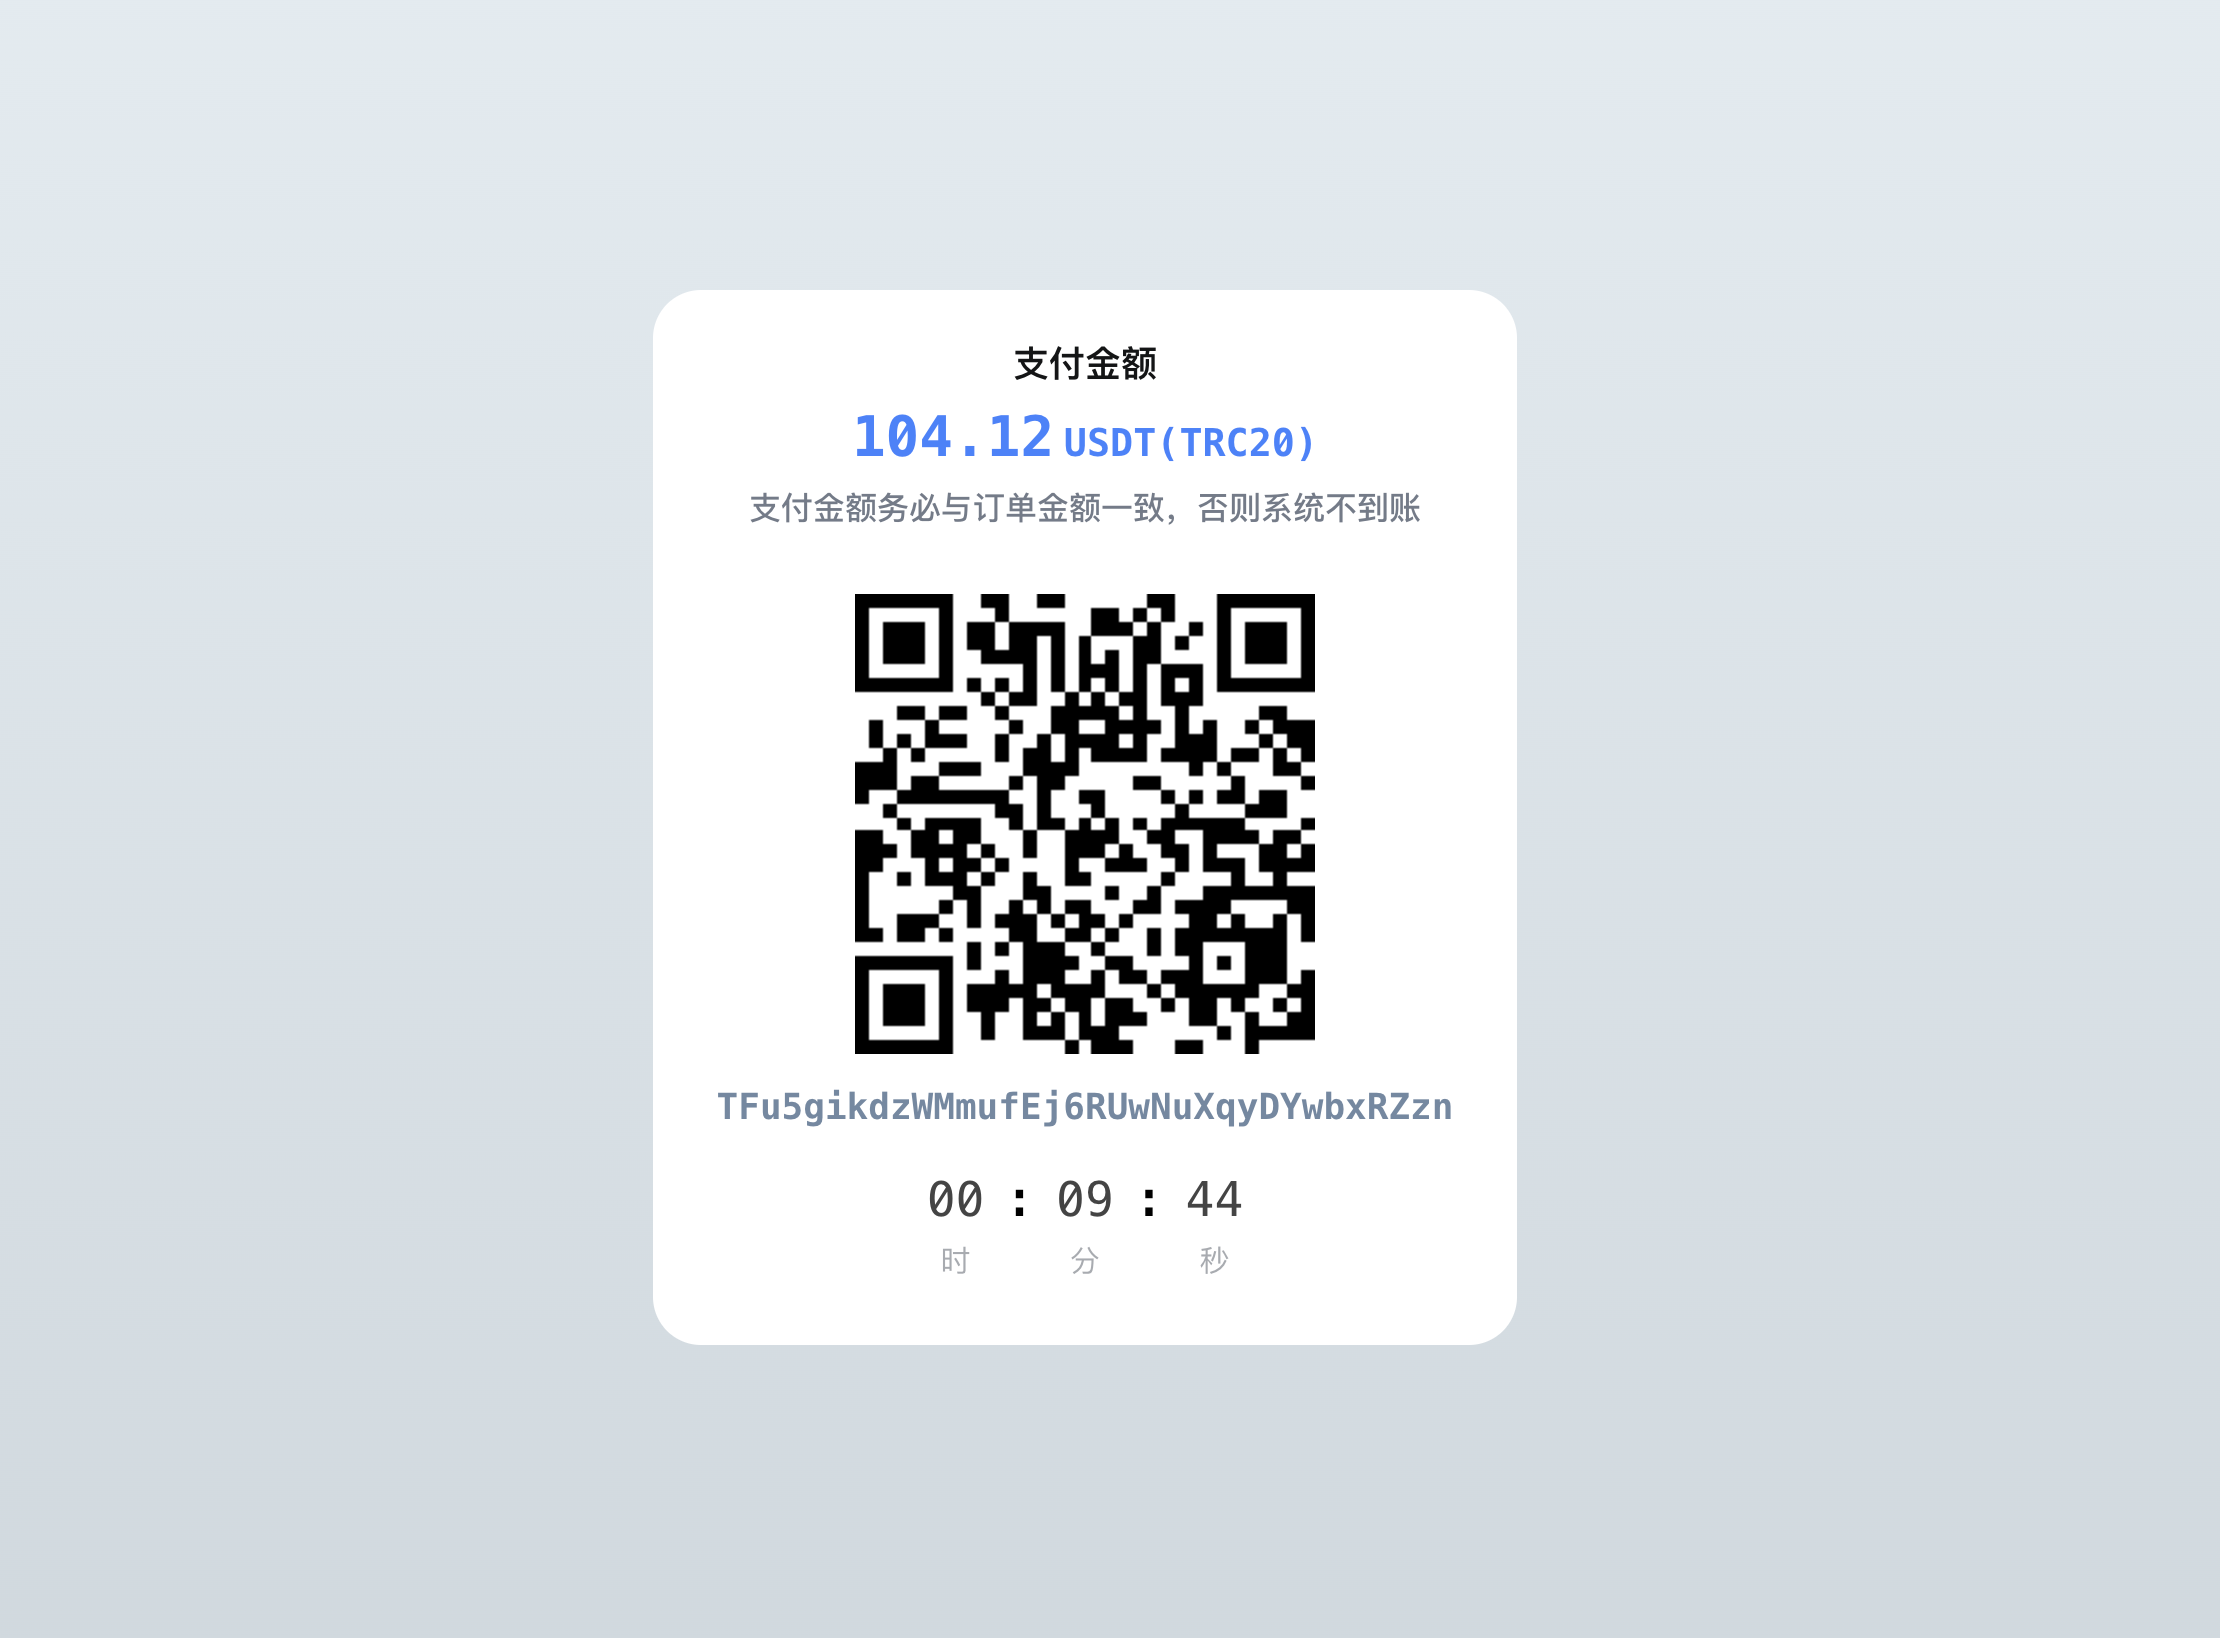 支付金额
104.12 USDT(TRC20)
支付金额务必与订单金额一致，否则系统不到账
TFu5gikdzWMmufEj6RUwNuXqyDYwbxRZzn
00 : 09 : 44
时 分 秒